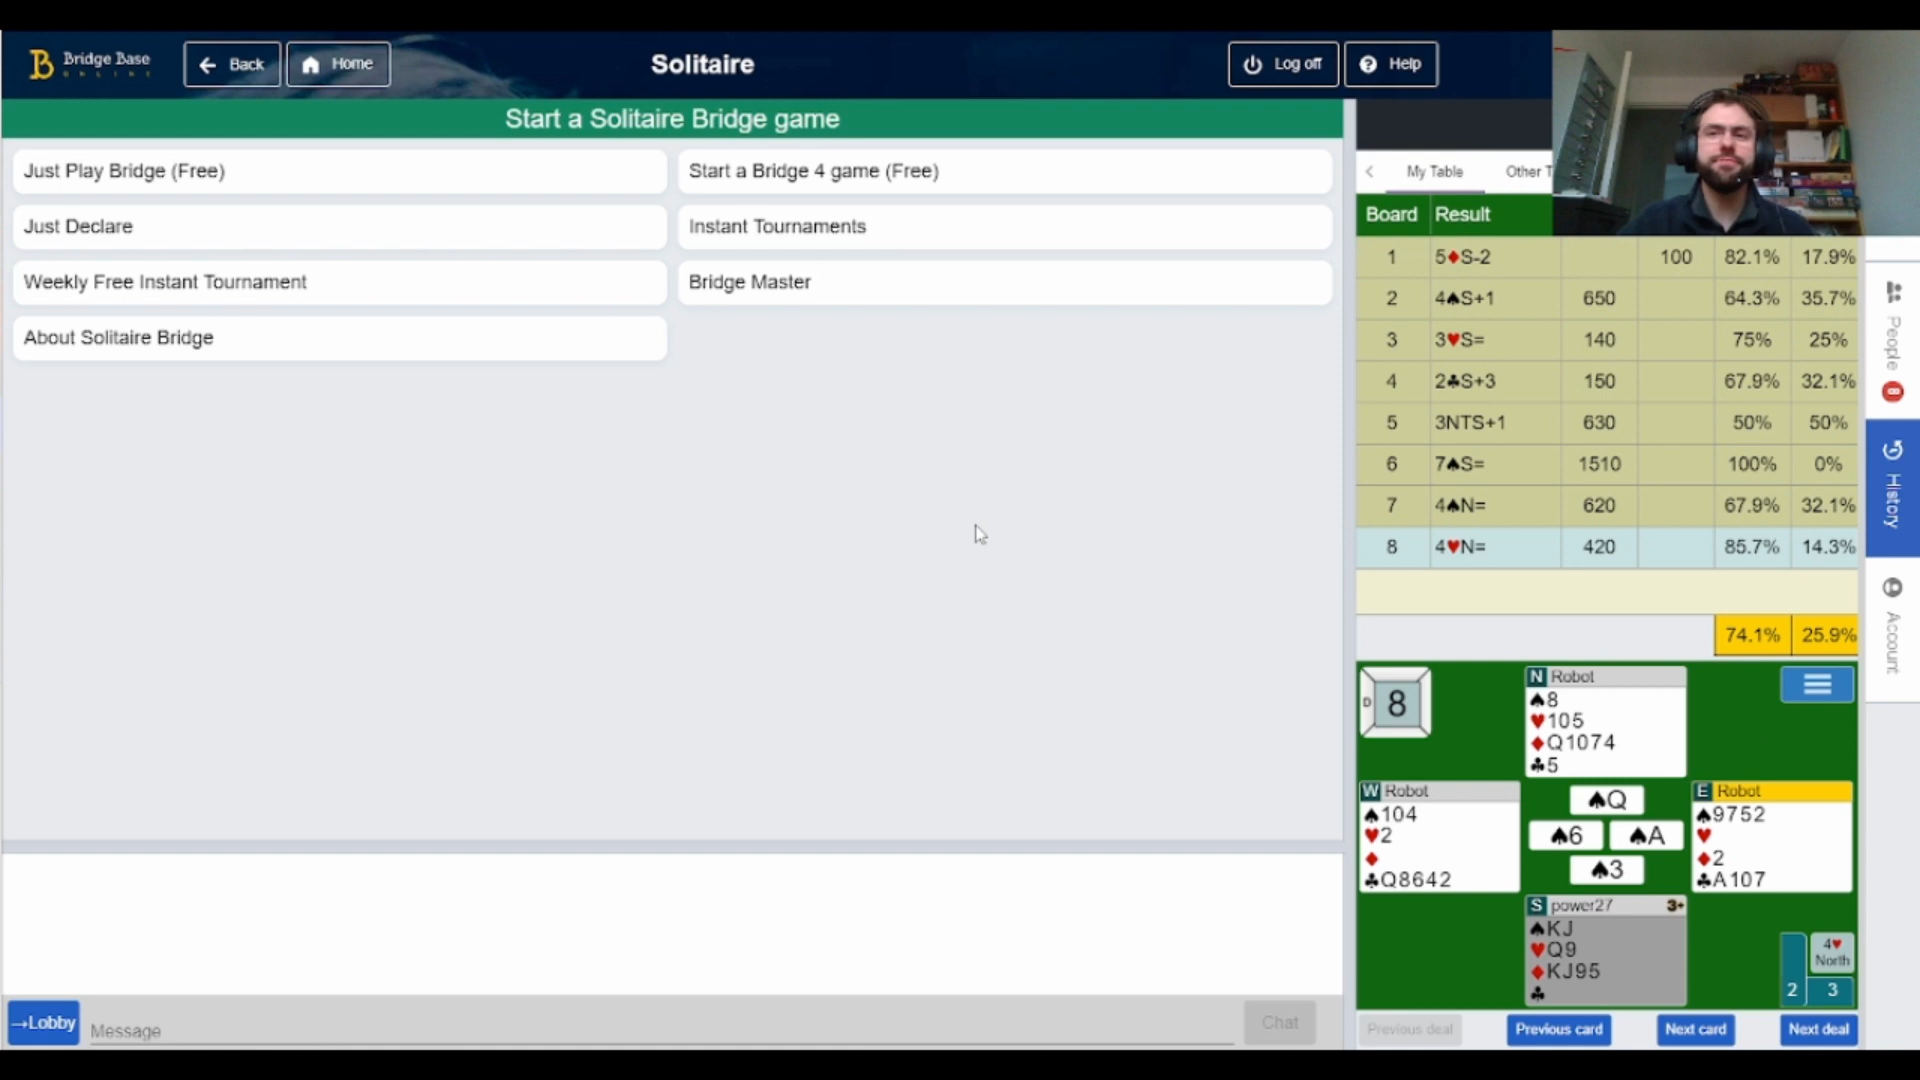 Bridge Base
ONLINE
Back
Home
Solitaire
Log off
Help
Start a Solitaire Bridge game
Just Play Bridge (Free)
Start a Bridge 4 game (Free)
Just Declare
Instant Tournaments
Weekly Free Instant Tournament
Bridge Master
About Solitaire Bridge
My Table
Other T
Board Result
1 5♦S-2 100 82.1% 17.9%
2 4♠S+1 650 64.3% 35.7%
3 3♥S= 140 75% 25%
4 2♣S+3 150 67.9% 32.1%
5 3NTS+1 630 50% 50%
6 7♠S= 1510 100% 0%
7 4♠N= 620 67.9% 32.1%
8 4♥N= 420 85.7% 14.3%
74.1% 25.9%
People
History
Account
D 8
N Robot
♠8
♥105
♦Q1074
♣5
W Robot
♠104
♥2
♦
♣Q8642
♠Q
♠6 ♠A
♠3
E Robot
♠9752
♥
♦2
♣A107
S power27 3+
♠KJ
♥Q9
♦KJ95
♣
4♥
North
2 3
→Lobby
Message
Chat
Previous deal
Previous card
Next card
Next deal